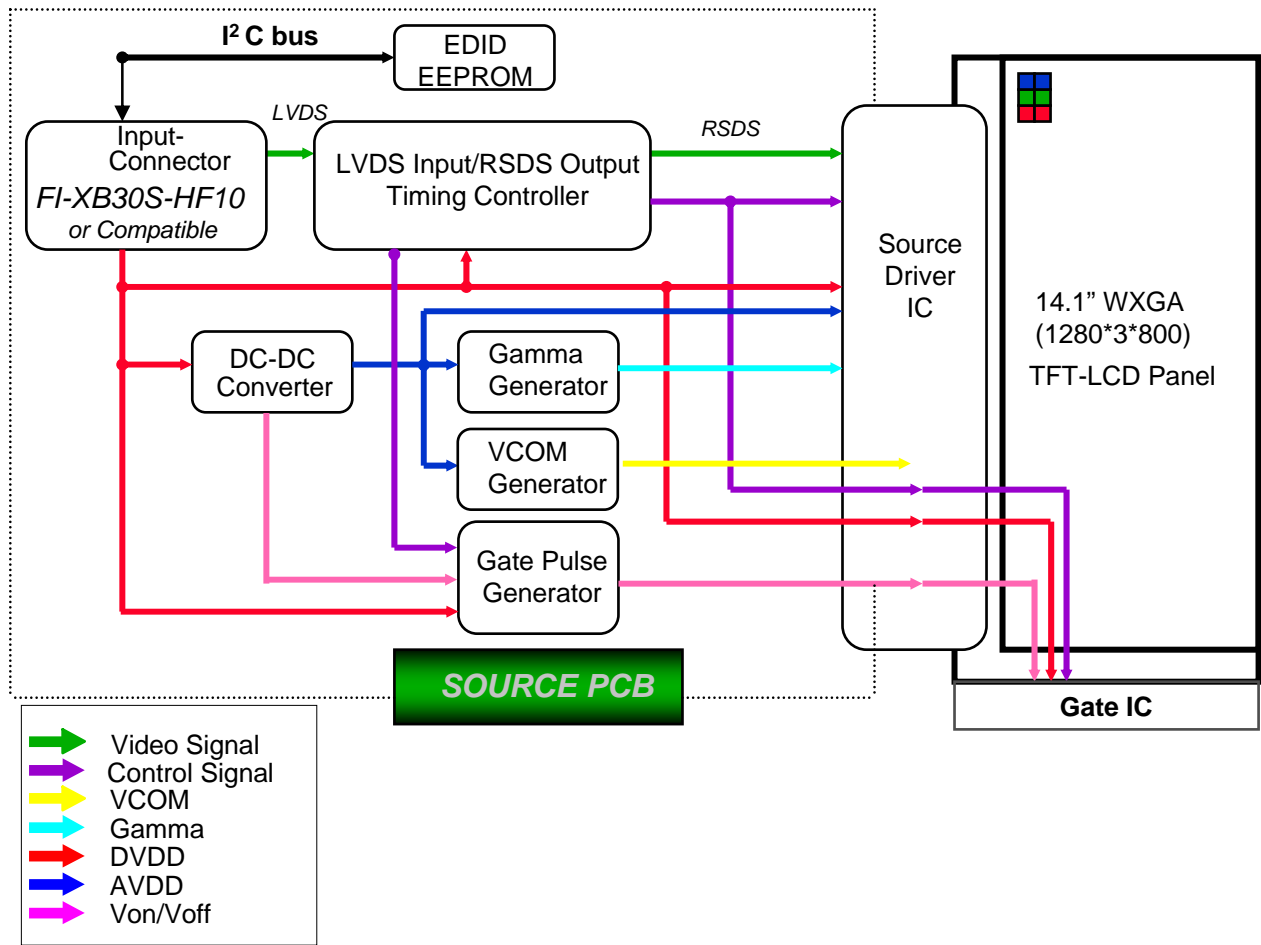 I² C bus
EDID
EEPROM
LVDS
RSDS
Input-
Connector
FI-XB30S-HF10
or Compatible
LVDS Input/RSDS Output
Timing Controller
Source
Driver
IC
14.1” WXGA
(1280*3*800)
TFT-LCD Panel
DC-DC
Converter
Gamma
Generator
VCOM
Generator
Gate Pulse
Generator
SOURCE PCB
Gate IC
Video Signal
Control Signal
VCOM
Gamma
DVDD
AVDD
Von/Voff